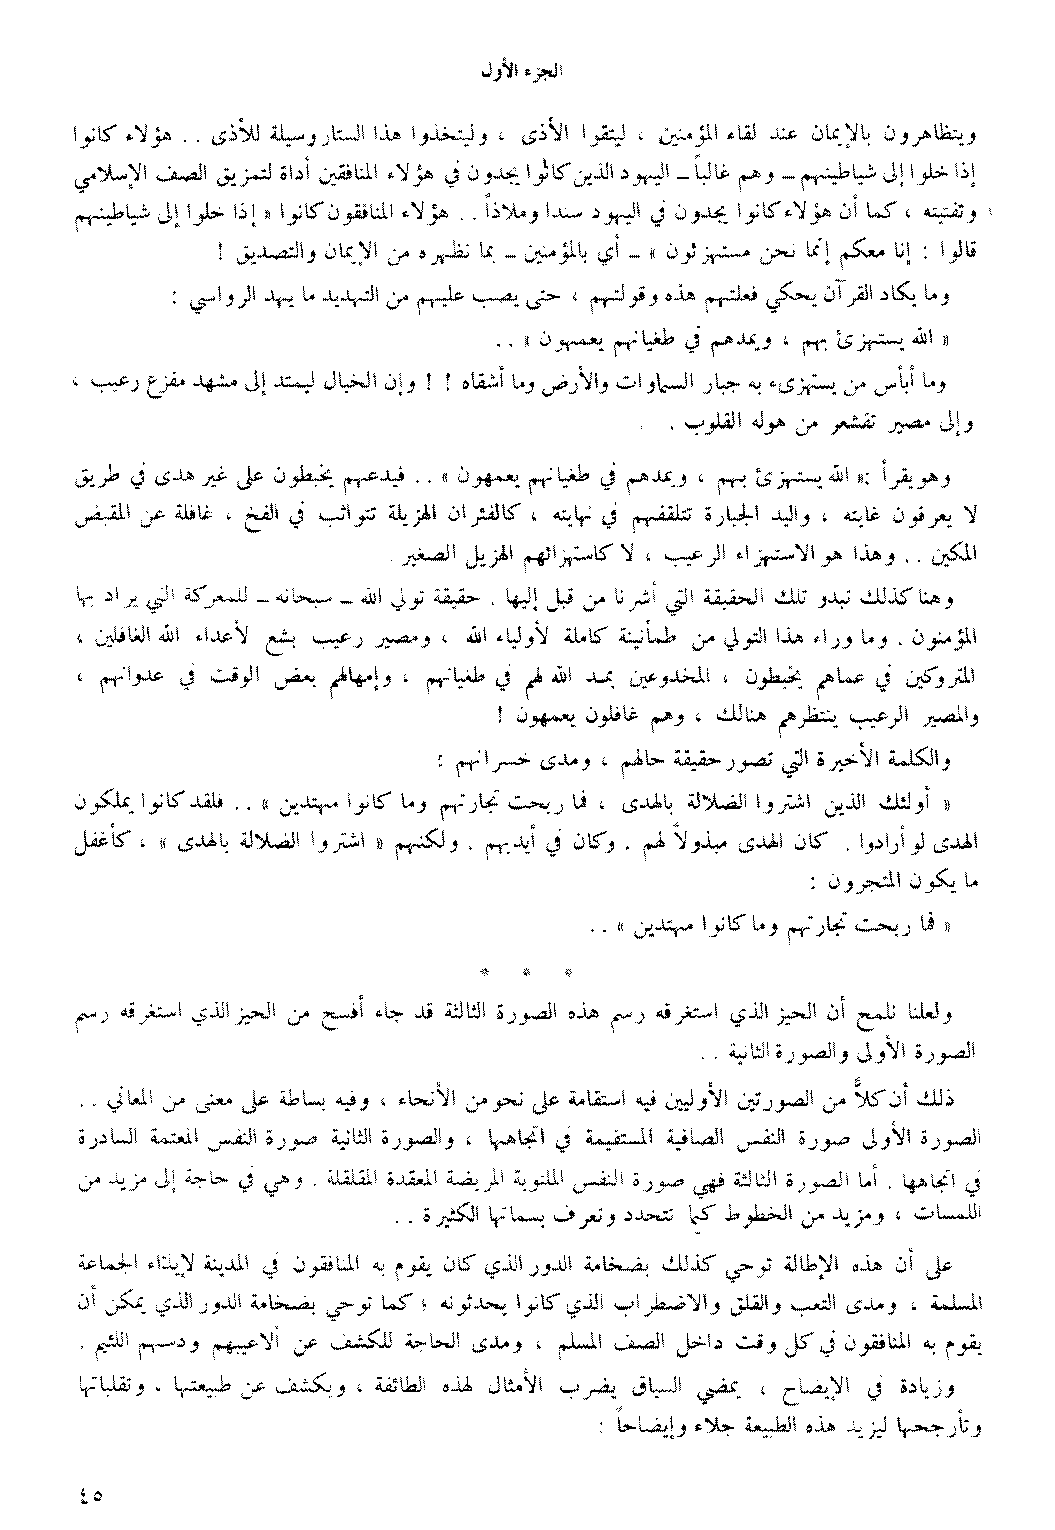 الجزء الأول
ويتظاهرون بالإيمان عند لقاء المؤمنين ، ليتقوا الأذى ، وليتخذوا هذا الستار وسيلة للأذى . . هؤلاء كانوا
إذا خلوا إلى شياطينهم – وهم غالباً – اليهود الذين كانوا يجدون في هؤلاء المنافقين أداة لتمزيق الصف الإسلامي
وتفتيته ، كما أن هؤلاء كانوا يجدون في اليهود سندا وملاذاً . . هؤلاء المنافقون كانوا « إذا خلوا إلى شياطينهم
قالوا : إنا معكم إنما نحن مستهزئون » – أي بالمؤمنين – بما نظهره من الإيمان والتصديق !
وما يكاد القرآن يحكي فعلتهم هذه وقولتهم ، حتى يصب عليهم من التهديد ما يهد الرواسي :
« الله يستهزئ بهم ، ويمدهم في طغيانهم يعمهون » . .
وما أبأس من يستهزىء به جبار السماوات والأرض وما أشقاه ! ! وإن الخيال ليمتد إلى مشهد مفزع رعيب ،
وإلى مصير تقشعر من هوله القلوب .
وهو يقرأ :« الله يستهزئ بهم ، ويمدهم في طغيانهم يعمهون » . . فيدعهم يخبطون على غير هدى في طريق
لا يعرفون غايته ، واليد الجبارة تتلقفهم في نهايته ، كالفئران الهزيلة تتواثب في الفخ ، غافلة عن المقبض
المكين . . وهذا هو الاستهزاء الرعيب ، لا كاستهزائهم الهزيل الصغير .
وهنا كذلك تبدو تلك الحقيقة التي أشرنا من قبل إليها . حقيقة تولي الله – سبحانه – للمعركة التي يراد بها
المؤمنون . وما وراء هذا التولي من طمأنينة كاملة لأولياء الله ، ومصير رعيب بشع لأعداء الله الغافلين ،
المتروكين في عماهم يخبطون ، المخدوعين بمد الله لهم في طغيانهم ، وإمهالهم بعض الوقت في عدوانهم ،
والمصير الرعيب ينتظرهم هنالك ، وهم غافلون يعمهون !
والكلمة الأخيرة التي تصور حقيقة حالهم ، ومدى خسرانهم :
« أولئك الذين اشتروا الضلالة بالهدى ، فما ربحت تجارتهم وما كانوا مهتدين » . . فلقد كانوا يملكون
الهدى لو أرادوا . كان الهدى مبذولاً لهم . وكان في أيديهم . ولكنهم « اشتروا الضلالة بالهدى » ، كأغفل
ما يكون المتجرون :
« فما ربحت تجارتهم وما كانوا مهتدين » . .
* * *
ولعلنا نلمح أن الحيز الذي استغرقه رسم هذه الصورة الثالثة قد جاء أفسح من الحيز الذي استغرقه رسم
الصورة الأولى والصورة الثانية . .
ذلك أن كلاًّ من الصورتين الأوليين فيه استقامة على نحو من الأنحاء ، وفيه بساطة على معنى من المعاني . .
الصورة الأولى صورة النفس الصافية المستقيمة في اتجاهها ، والصورة الثانية صورة النفس المعتمة السادرة
في اتجاهها . أما الصورة الثالثة فهي صورة النفس الملتوية المريضة المعقدة المقلقلة . وهي في حاجة إلى مزيد من
اللمسات ، ومزيد من الخطوط كيما تتحدد وتعرف بسماتها الكثيرة . .
على أن هذه الإطالة توحي كذلك بضخامة الدور الذي كان يقوم به المنافقون في المدينة لإيذاء الجماعة
المسلمة ، ومدى التعب والقلق والاضطراب الذي كانوا يحدثونه ؛ كما توحي بضخامة الدور الذي يمكن أن
يقوم به المنافقون في كل وقت داخل الصف المسلم ، ومدى الحاجة للكشف عن ألاعيبهم ودسهم اللئيم .
وزيادة في الإيضاح ، يمضي السياق يضرب الأمثال لهذه الطائفة ، ويكشف عن طبيعتها ، وتقلباتها
وتأرجحها ليزيد هذه الطبيعة جلاء وإيضاحاً :
٤٥